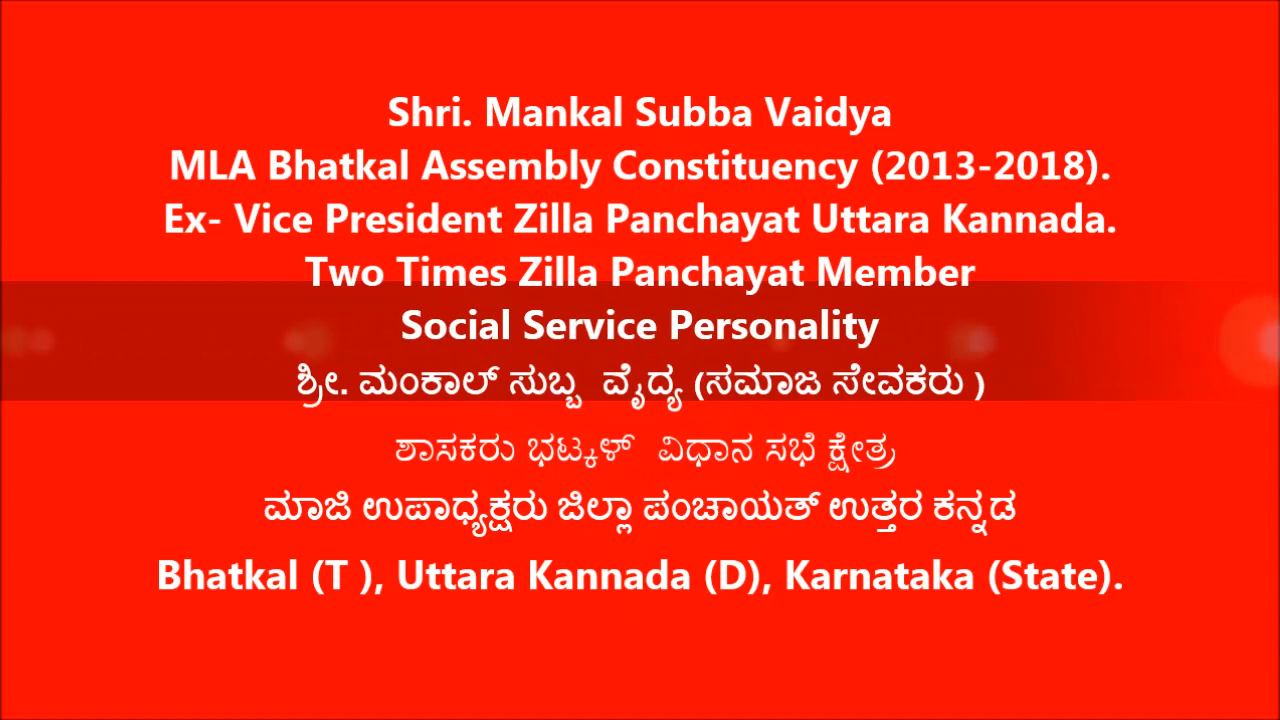 Shri. Mankal Subba Vaidya
MLA Bhatkal Assembly Constituency (2013-2018).
Ex- Vice President Zilla Panchayat Uttara Kannada.
Two Times Zilla Panchayat Member
Social Service Personality
ಶ್ರೀ. ಮಂಕಾಲ್ ಸುಬ್ಬ ವೈದ್ಯ (ಸಮಾಜ ಸೇವಕರು )
ಶಾಸಕರು ಭಟ್ಕಳ್ ವಿಧಾನ ಸಭೆ ಕ್ಷೇತ್ರ
ಮಾಜಿ ಉಪಾಧ್ಯಕ್ಷರು ಜಿಲ್ಲಾ ಪಂಚಾಯತ್ ಉತ್ತರ ಕನ್ನಡ
Bhatkal (T ), Uttara Kannada (D), Karnataka (State).